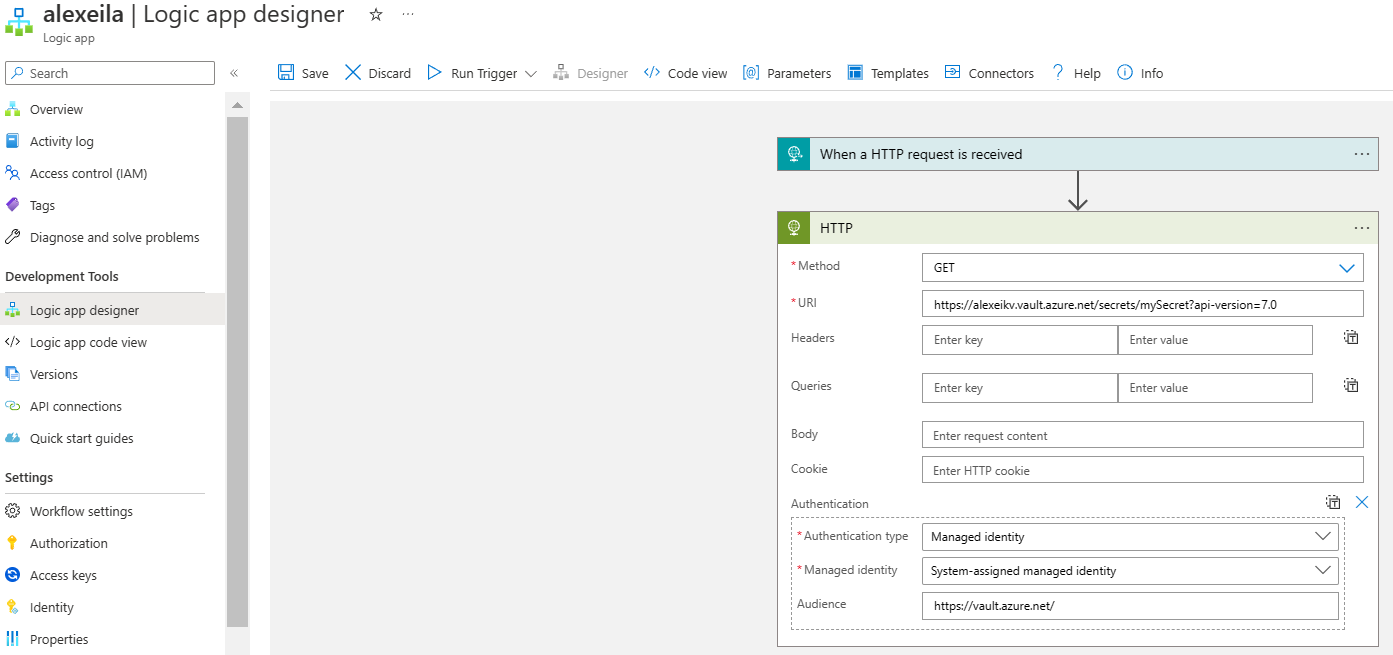 alexeila | Logic app designer
Logic app
Search
Overview
Activity log
Access control (IAM)
Tags
Diagnose and solve problems
Development Tools
Logic app designer
Logic app code view
Versions
API connections
Quick start guides
Settings
Workflow settings
Authorization
Access keys
Identity
Properties
Save Discard Run Trigger Designer Code view Parameters Templates Connectors Help Info
When a HTTP request is received
HTTP
* Method GET
* URI https://alexeikv.vault.azure.net/secrets/mySecret?api-version=7.0
Headers Enter key Enter value
Queries Enter key Enter value
Body Enter request content
Cookie Enter HTTP cookie
Authentication
* Authentication type Managed identity
* Managed identity System-assigned managed identity
Audience https://vault.azure.net/